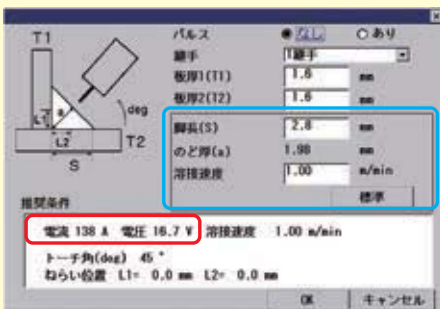 T1
T2
deg
L1
L2
a
S
パルス ◉なし ○あり
継手 T継手
板厚1(T1) 1.6 mm
板厚2(T2) 1.6 mm
脚長(S) 2.8 mm
のど厚(a) 1.98 mm
溶接速度 1.00 m/min
標準
推奨条件
電流 138 A 電圧 16.7 V 溶接速度 1.00 m/min
トーチ角(deg) 45 °
ねらい位置 L1= 0.0 mm L2= 0.0 mm
OK キャンセル